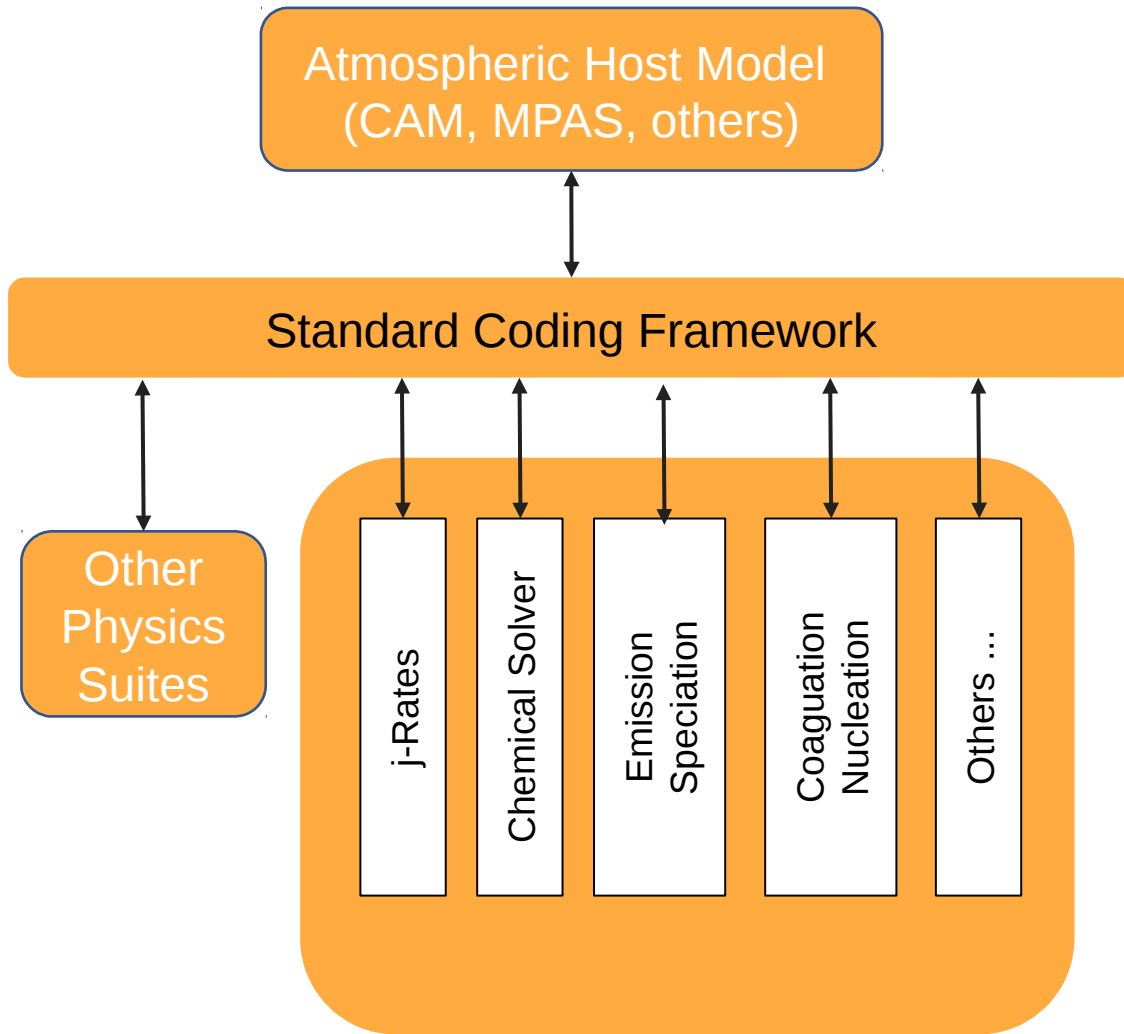 Atmospheric Host Model
(CAM, MPAS, others)
Standard Coding Framework
Other
Physics
Suites
j-Rates
Chemical Solver
Emission
Speciation
Coaguation
Nucleation
Others ...